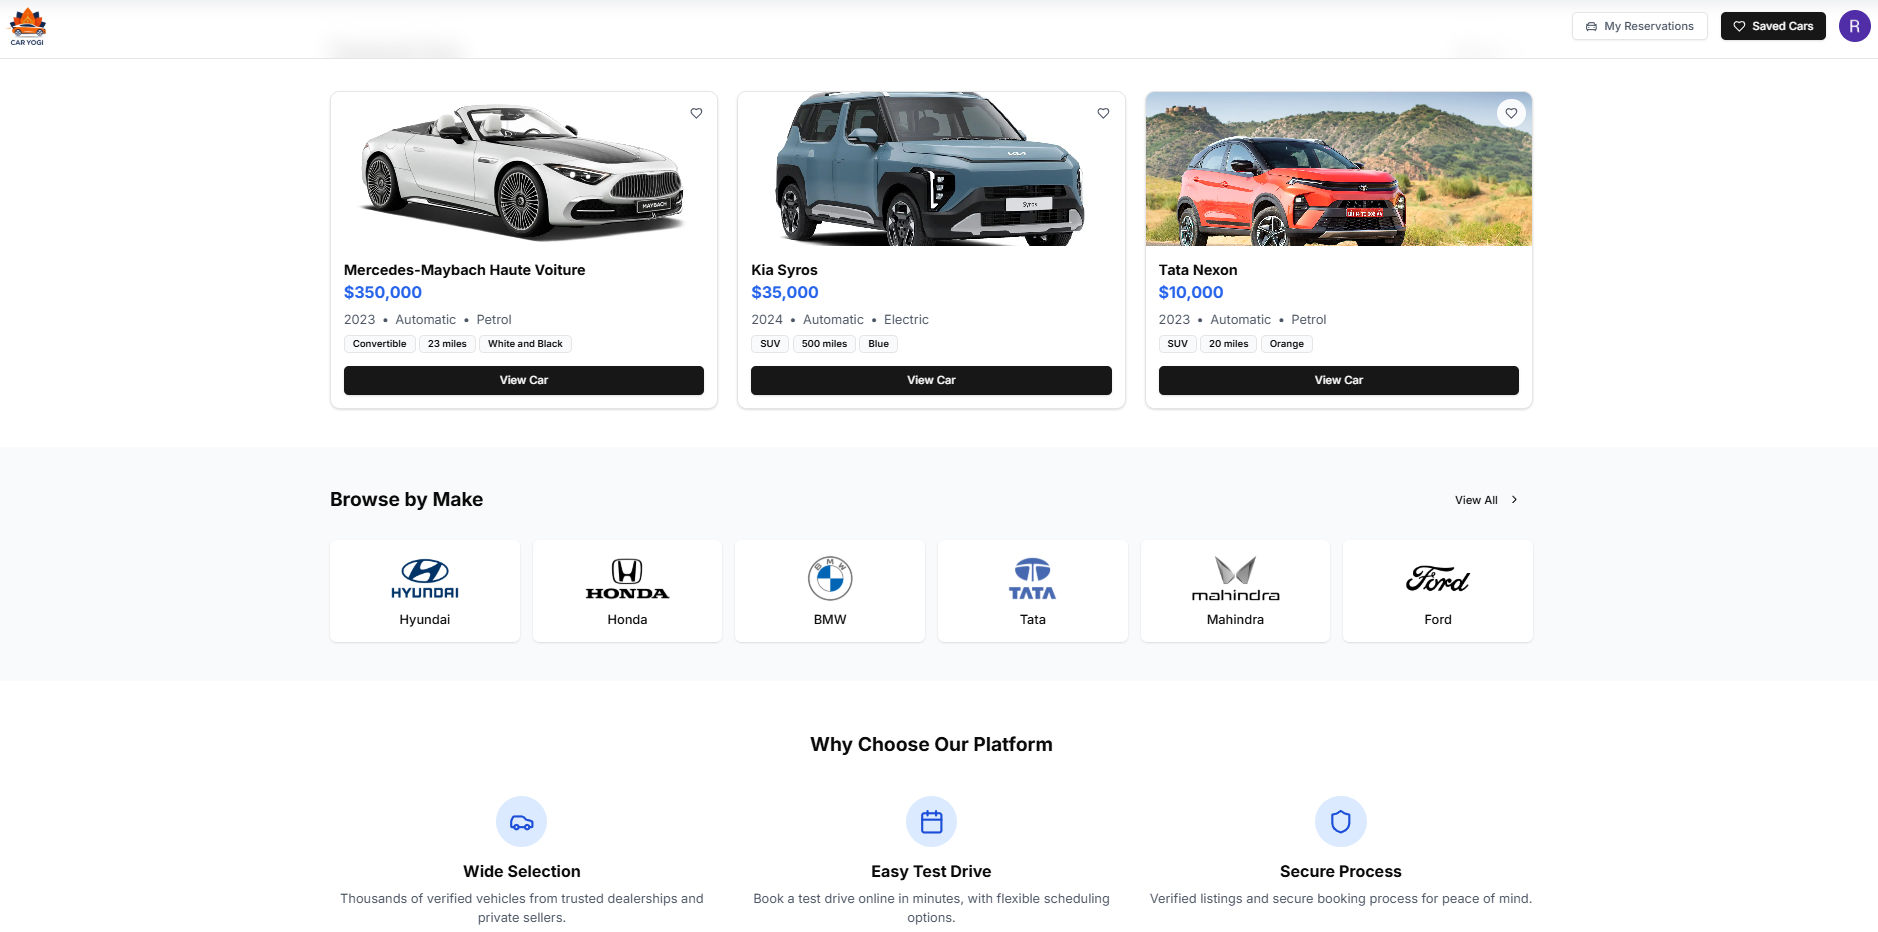 CAR YOGI
My Reservations
Saved Cars
R
MAYBACH
Syros
Mercedes-Maybach Haute Voiture
$350,000
2023 • Automatic • Petrol
Convertible 23 miles White and Black
View Car
Kia Syros
$35,000
2024 • Automatic • Electric
SUV 500 miles Blue
View Car
Tata Nexon
$10,000
2023 • Automatic • Petrol
SUV 20 miles Orange
View Car
Browse by Make
View All
HYUNDAI
Hyundai
HONDA
Honda
BMW
BMW
TATA
Tata
mahindra
Mahindra
Ford
Ford
Why Choose Our Platform
Wide Selection
Thousands of verified vehicles from trusted dealerships and
private sellers.
Easy Test Drive
Book a test drive online in minutes, with flexible scheduling
options.
Secure Process
Verified listings and secure booking process for peace of mind.